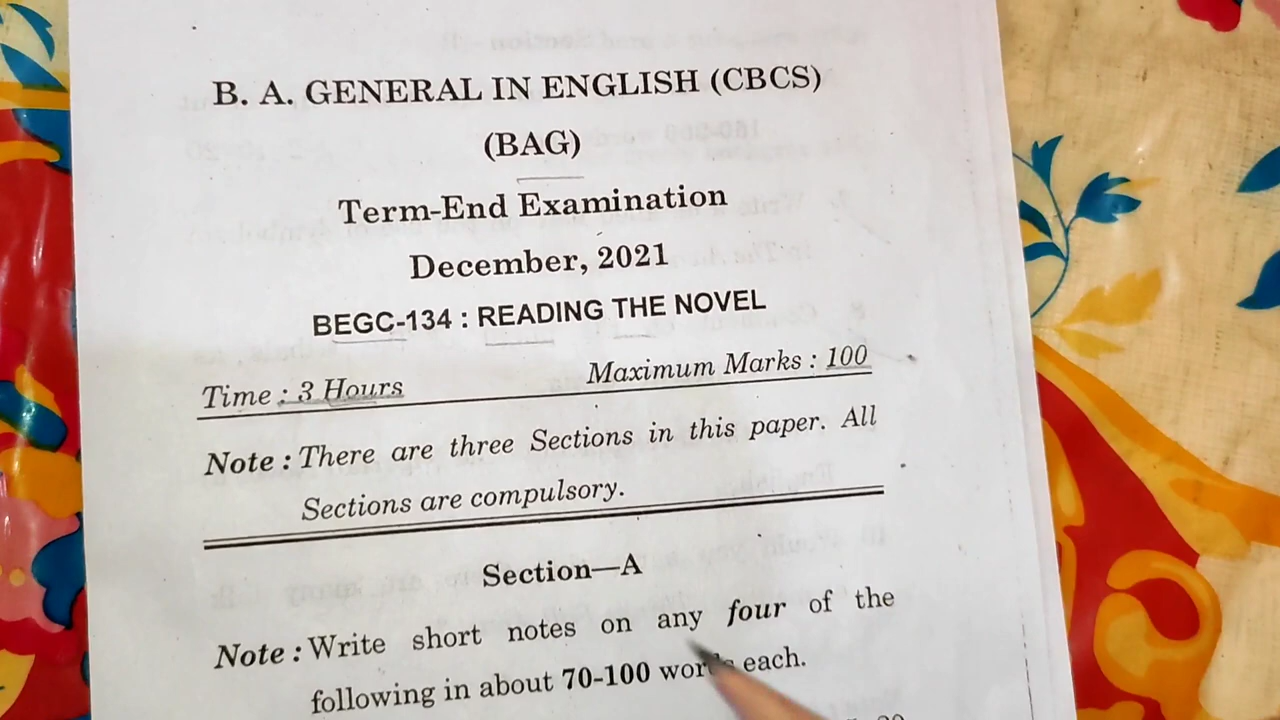 B. A. GENERAL IN ENGLISH (CBCS)
(BAG)
Term-End Examination
December, 2021
BEGC-134 : READING THE NOVEL
Time : 3 Hours Maximum Marks : 100
Note : There are three Sections in this paper. All
Sections are compulsory.
Section—A
Note : Write short notes on any four of the
following in about 70-100 words each.